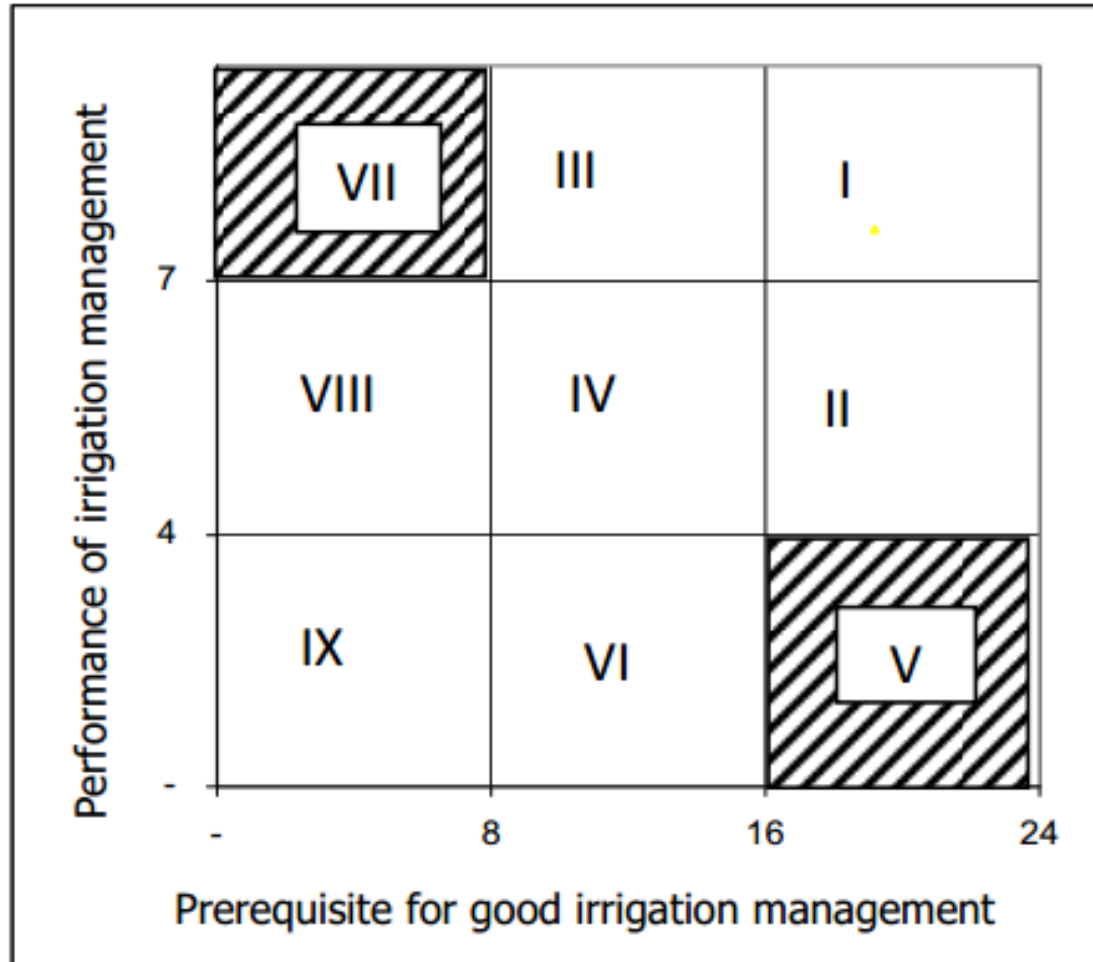 Performance of irrigation management
VII
III
I
7
VIII
IV
II
4
IX
VI
V
-
-
8
16
24
Prerequisite for good irrigation management